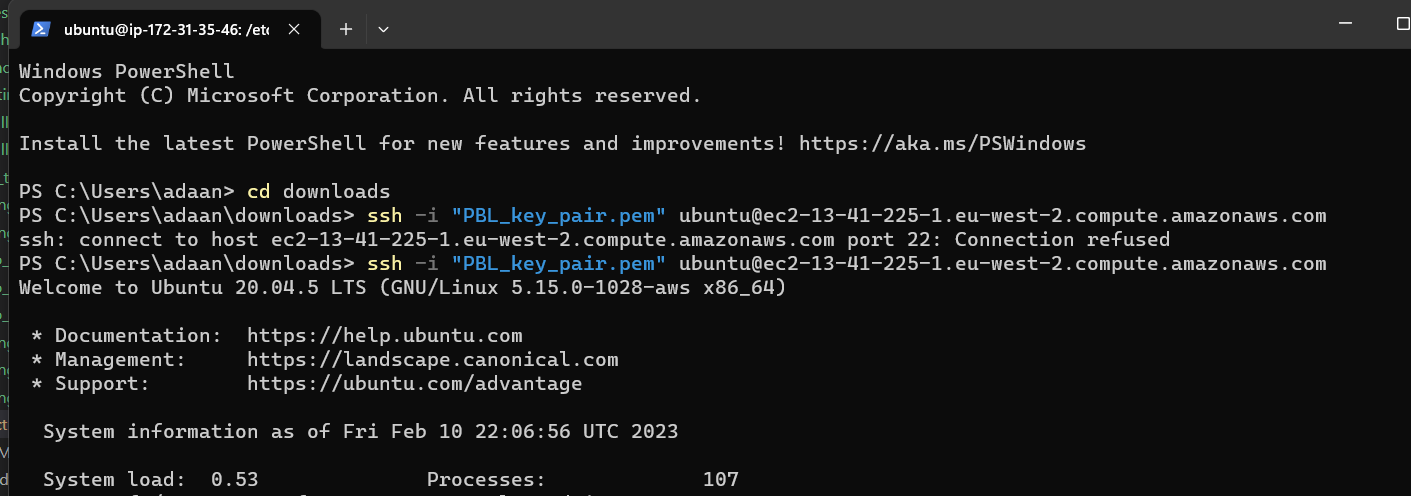 ubuntu@ip-172-31-35-46: /etc
Windows PowerShell
Copyright (C) Microsoft Corporation. All rights reserved.
Install the latest PowerShell for new features and improvements! https://aka.ms/PSWindows
PS C:\Users\adaan> cd downloads
PS C:\Users\adaan\downloads> ssh -i "PBL_key_pair.pem" ubuntu@ec2-13-41-225-1.eu-west-2.compute.amazonaws.com
ssh: connect to host ec2-13-41-225-1.eu-west-2.compute.amazonaws.com port 22: Connection refused
PS C:\Users\adaan\downloads> ssh -i "PBL_key_pair.pem" ubuntu@ec2-13-41-225-1.eu-west-2.compute.amazonaws.com
Welcome to Ubuntu 20.04.5 LTS (GNU/Linux 5.15.0-1028-aws x86_64)
* Documentation: https://help.ubuntu.com
* Management: https://landscape.canonical.com
* Support: https://ubuntu.com/advantage
System information as of Fri Feb 10 22:06:56 UTC 2023
System load: 0.53 Processes: 107